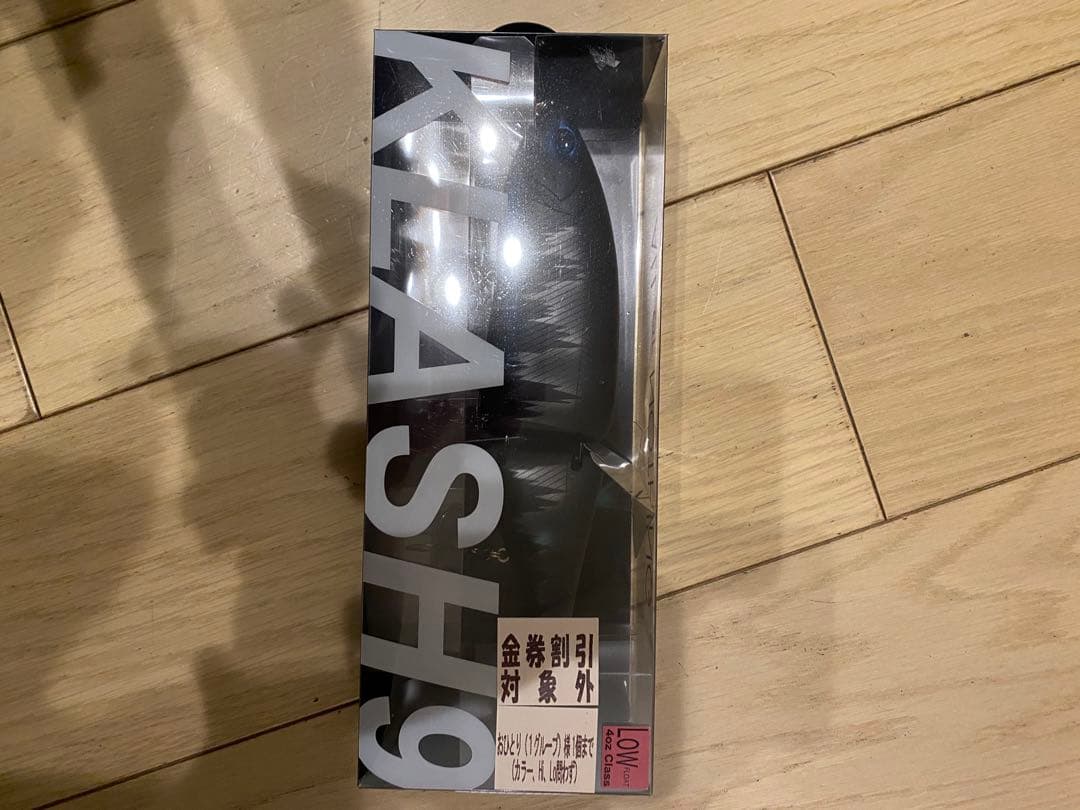 KLASH9
金券割引
対象外
おひとり（1グループ）様1個まで
（カラー、Hi、Lo問わず）
LOW FLOAT
4oz Class